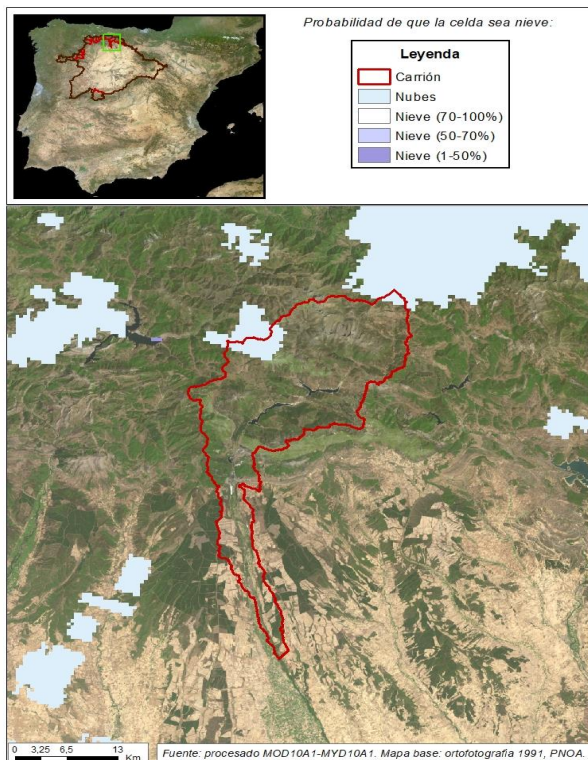 Probabilidad de que la celda sea nieve:
Leyenda
Carrión
Nubes
Nieve (70-100%)
Nieve (50-70%)
Nieve (1-50%)
0 3,25 6,5 13
Km
Fuente: procesado MOD10A1-MYD10A1. Mapa base: ortofotografía 1991, PNOA.